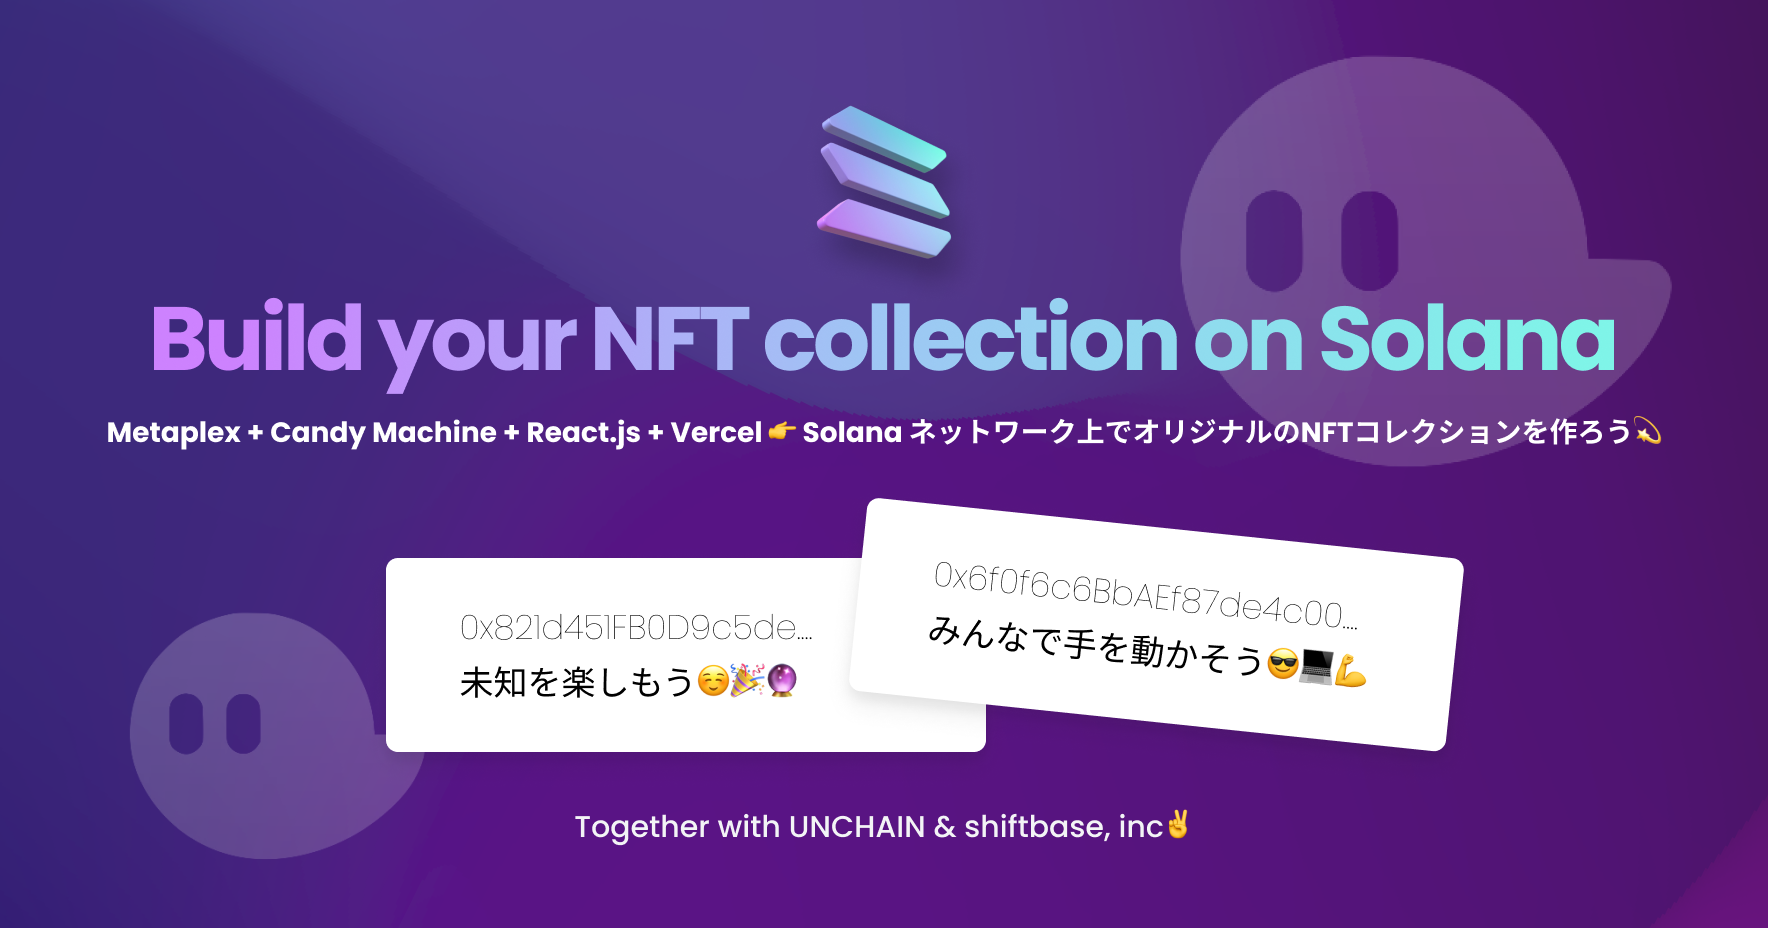 Build your NFT collection on Solana
Metaplex + Candy Machine + React.js + Vercel 👉 Solana ネットワーク上でオリジナルのNFTコレクションを作ろう💫
0x821d451FB0D9c5de....
未知を楽しもう☺️🎉🔮
0x6f0f6c6BbAEf87de4c00....
みんなで手を動かそう😎💻💪
Together with UNCHAIN & shiftbase, inc✌️